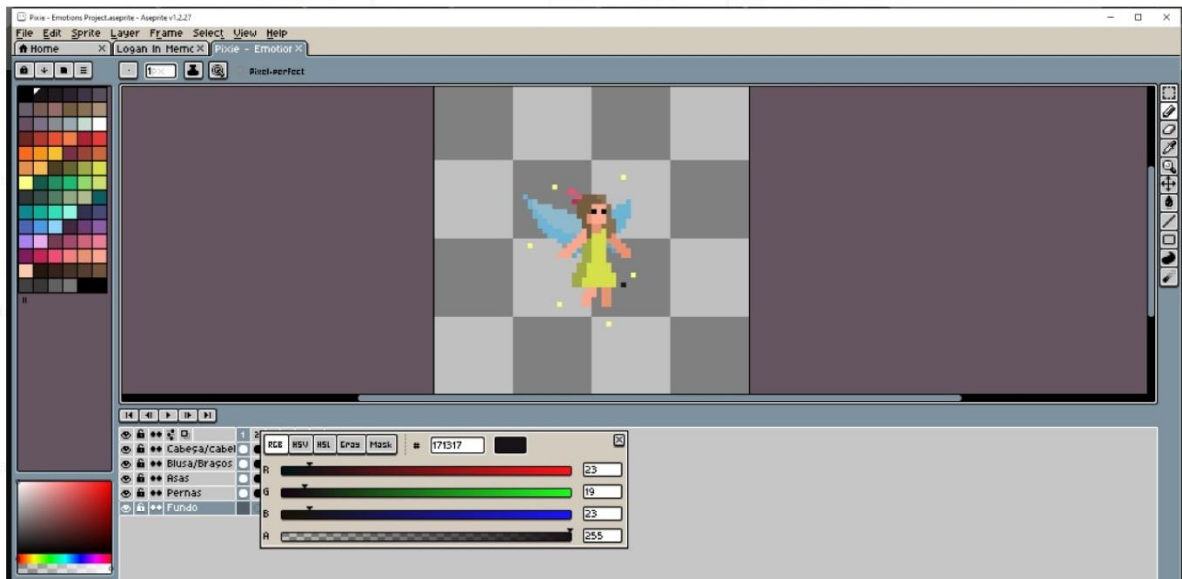 Pixie - Emotions Project.aseprite - Aseprite v1.2.27
File Edit Sprite Layer Frame Select View Help
Home Logan In Memc Pixie - Emotior
Pixel-perfect
1 2
Cabeça/cabel
Blusa/Braços
Asas
Pernas
Fundo
RGB HSV HSL Gray Mask # 171317
R 23
G 19
B 23
A 255